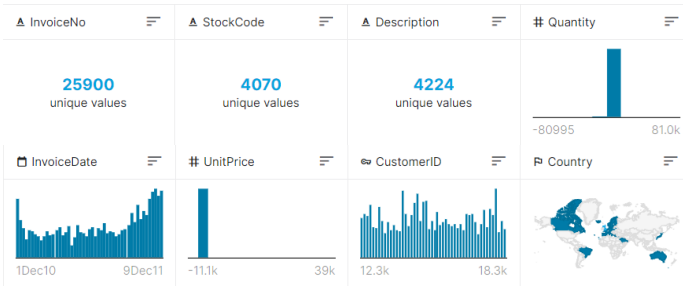 InvoiceNo
StockCode
Description
Quantity
25900
unique values
4070
unique values
4224
unique values
-80995 81.0k
InvoiceDate
UnitPrice
CustomerID
Country
1Dec10 9Dec11
-11.1k 39k
12.3k 18.3k